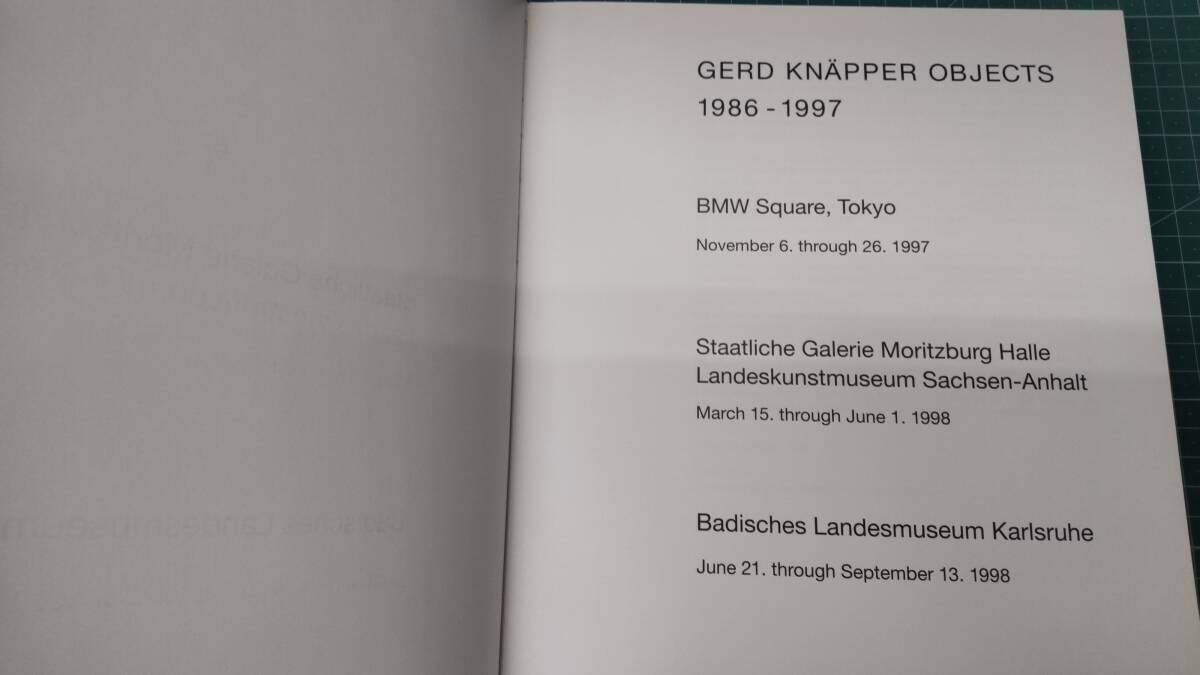 GERD KNÄPPER OBJECTS
1986 - 1997
BMW Square, Tokyo
November 6. through 26. 1997
Staatliche Galerie Moritzburg Halle
Landeskunstmuseum Sachsen-Anhalt
March 15. through June 1. 1998
Badisches Landesmuseum Karlsruhe
June 21. through September 13. 1998